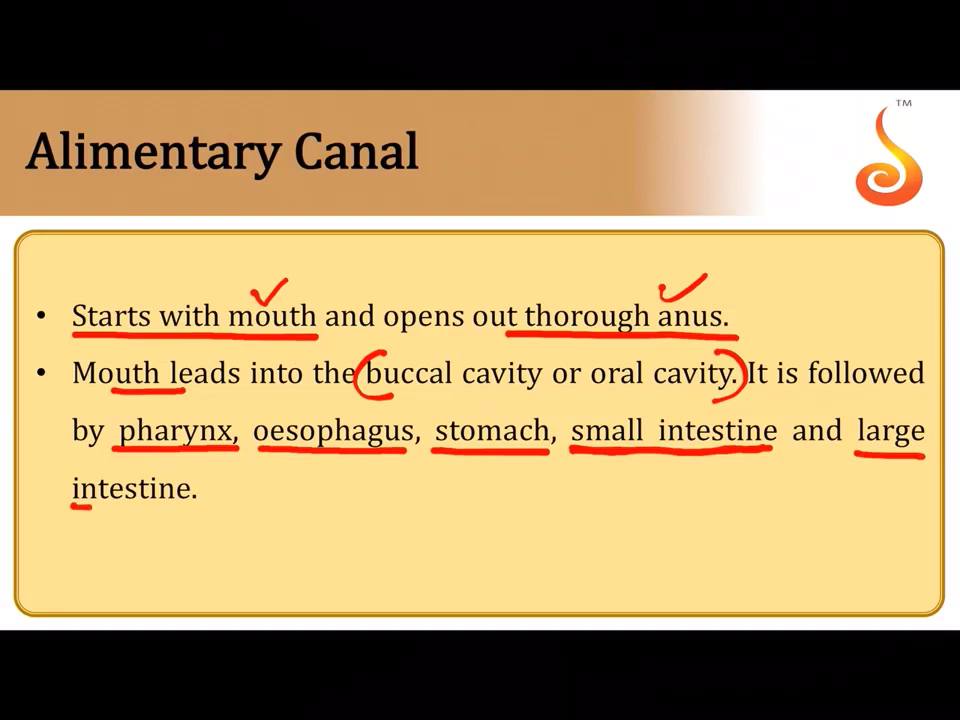 TM
Alimentary Canal
• Starts with mouth and opens out thorough anus.
• Mouth leads into the buccal cavity or oral cavity. It is followed
by pharynx, oesophagus, stomach, small intestine and large
intestine.